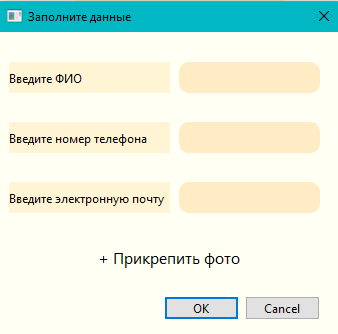 Заполните данные
Введите ФИО
Введите номер телефона
Введите электронную почту
+ Прикрепить фото
OK
Cancel